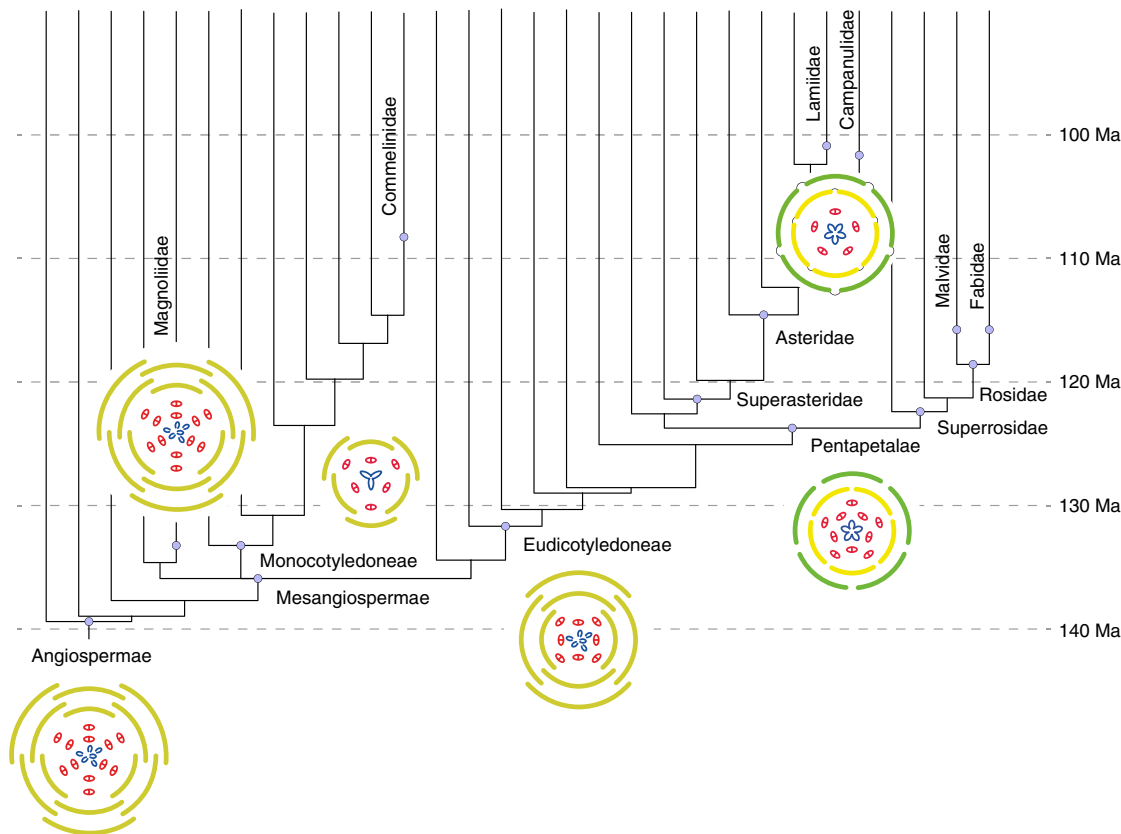 Lamiidae
Campanulidae
100 Ma
Commelinidae
Magnoliidae
Malvidae
Fabidae
110 Ma
Asteridae
120 Ma
Superasteridae
Rosidae
Superrosidae
Pentapetalae
130 Ma
Eudicotyledoneae
Monocotyledoneae
Mesangiospermae
140 Ma
Angiospermae